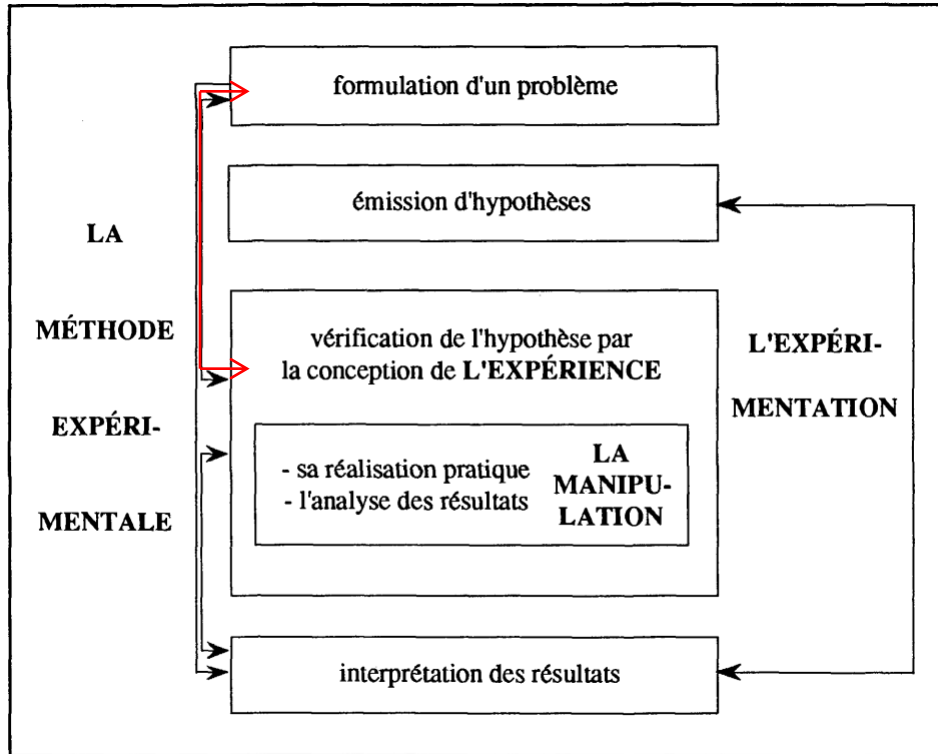 formulation d'un problème
émission d'hypothèses
LA
MÉTHODE
EXPÉRI-
MENTALE
vérification de l'hypothèse par
la conception de L'EXPÉRIENCE
- sa réalisation pratique
- l'analyse des résultats
LA
MANIPU-
LATION
L'EXPÉRI-
MENTATION
interprétation des résultats